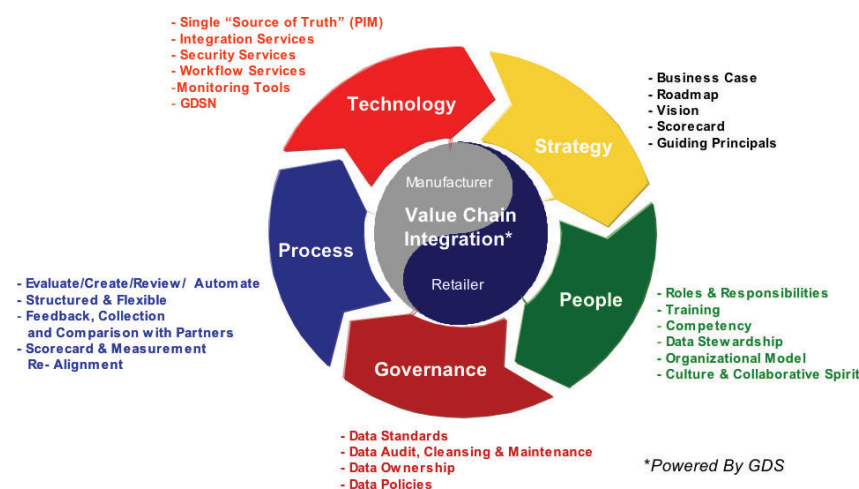 - Single “Source of Truth” (PIM)
- Integration Services
- Security Services
- Workflow Services
-Monitoring Tools
- GDSN
Technology
- Business Case
- Roadmap
- Vision
- Scorecard
- Guiding Principals
Strategy
Manufacturer
Value Chain
Integration*
Retailer
Process
- Evaluate/Create/Review/ Automate
- Structured & Flexible
- Feedback, Collection
and Comparison with Partners
- Scorecard & Measurement
Re- Alignment
People
- Roles & Responsibilities
- Training
- Competency
- Data Stewardship
- Organizational Model
- Culture & Collaborative Spirit
Governance
- Data Standards
- Data Audit, Cleansing & Maintenance
- Data Ownership
- Data Policies
*Powered By GDS